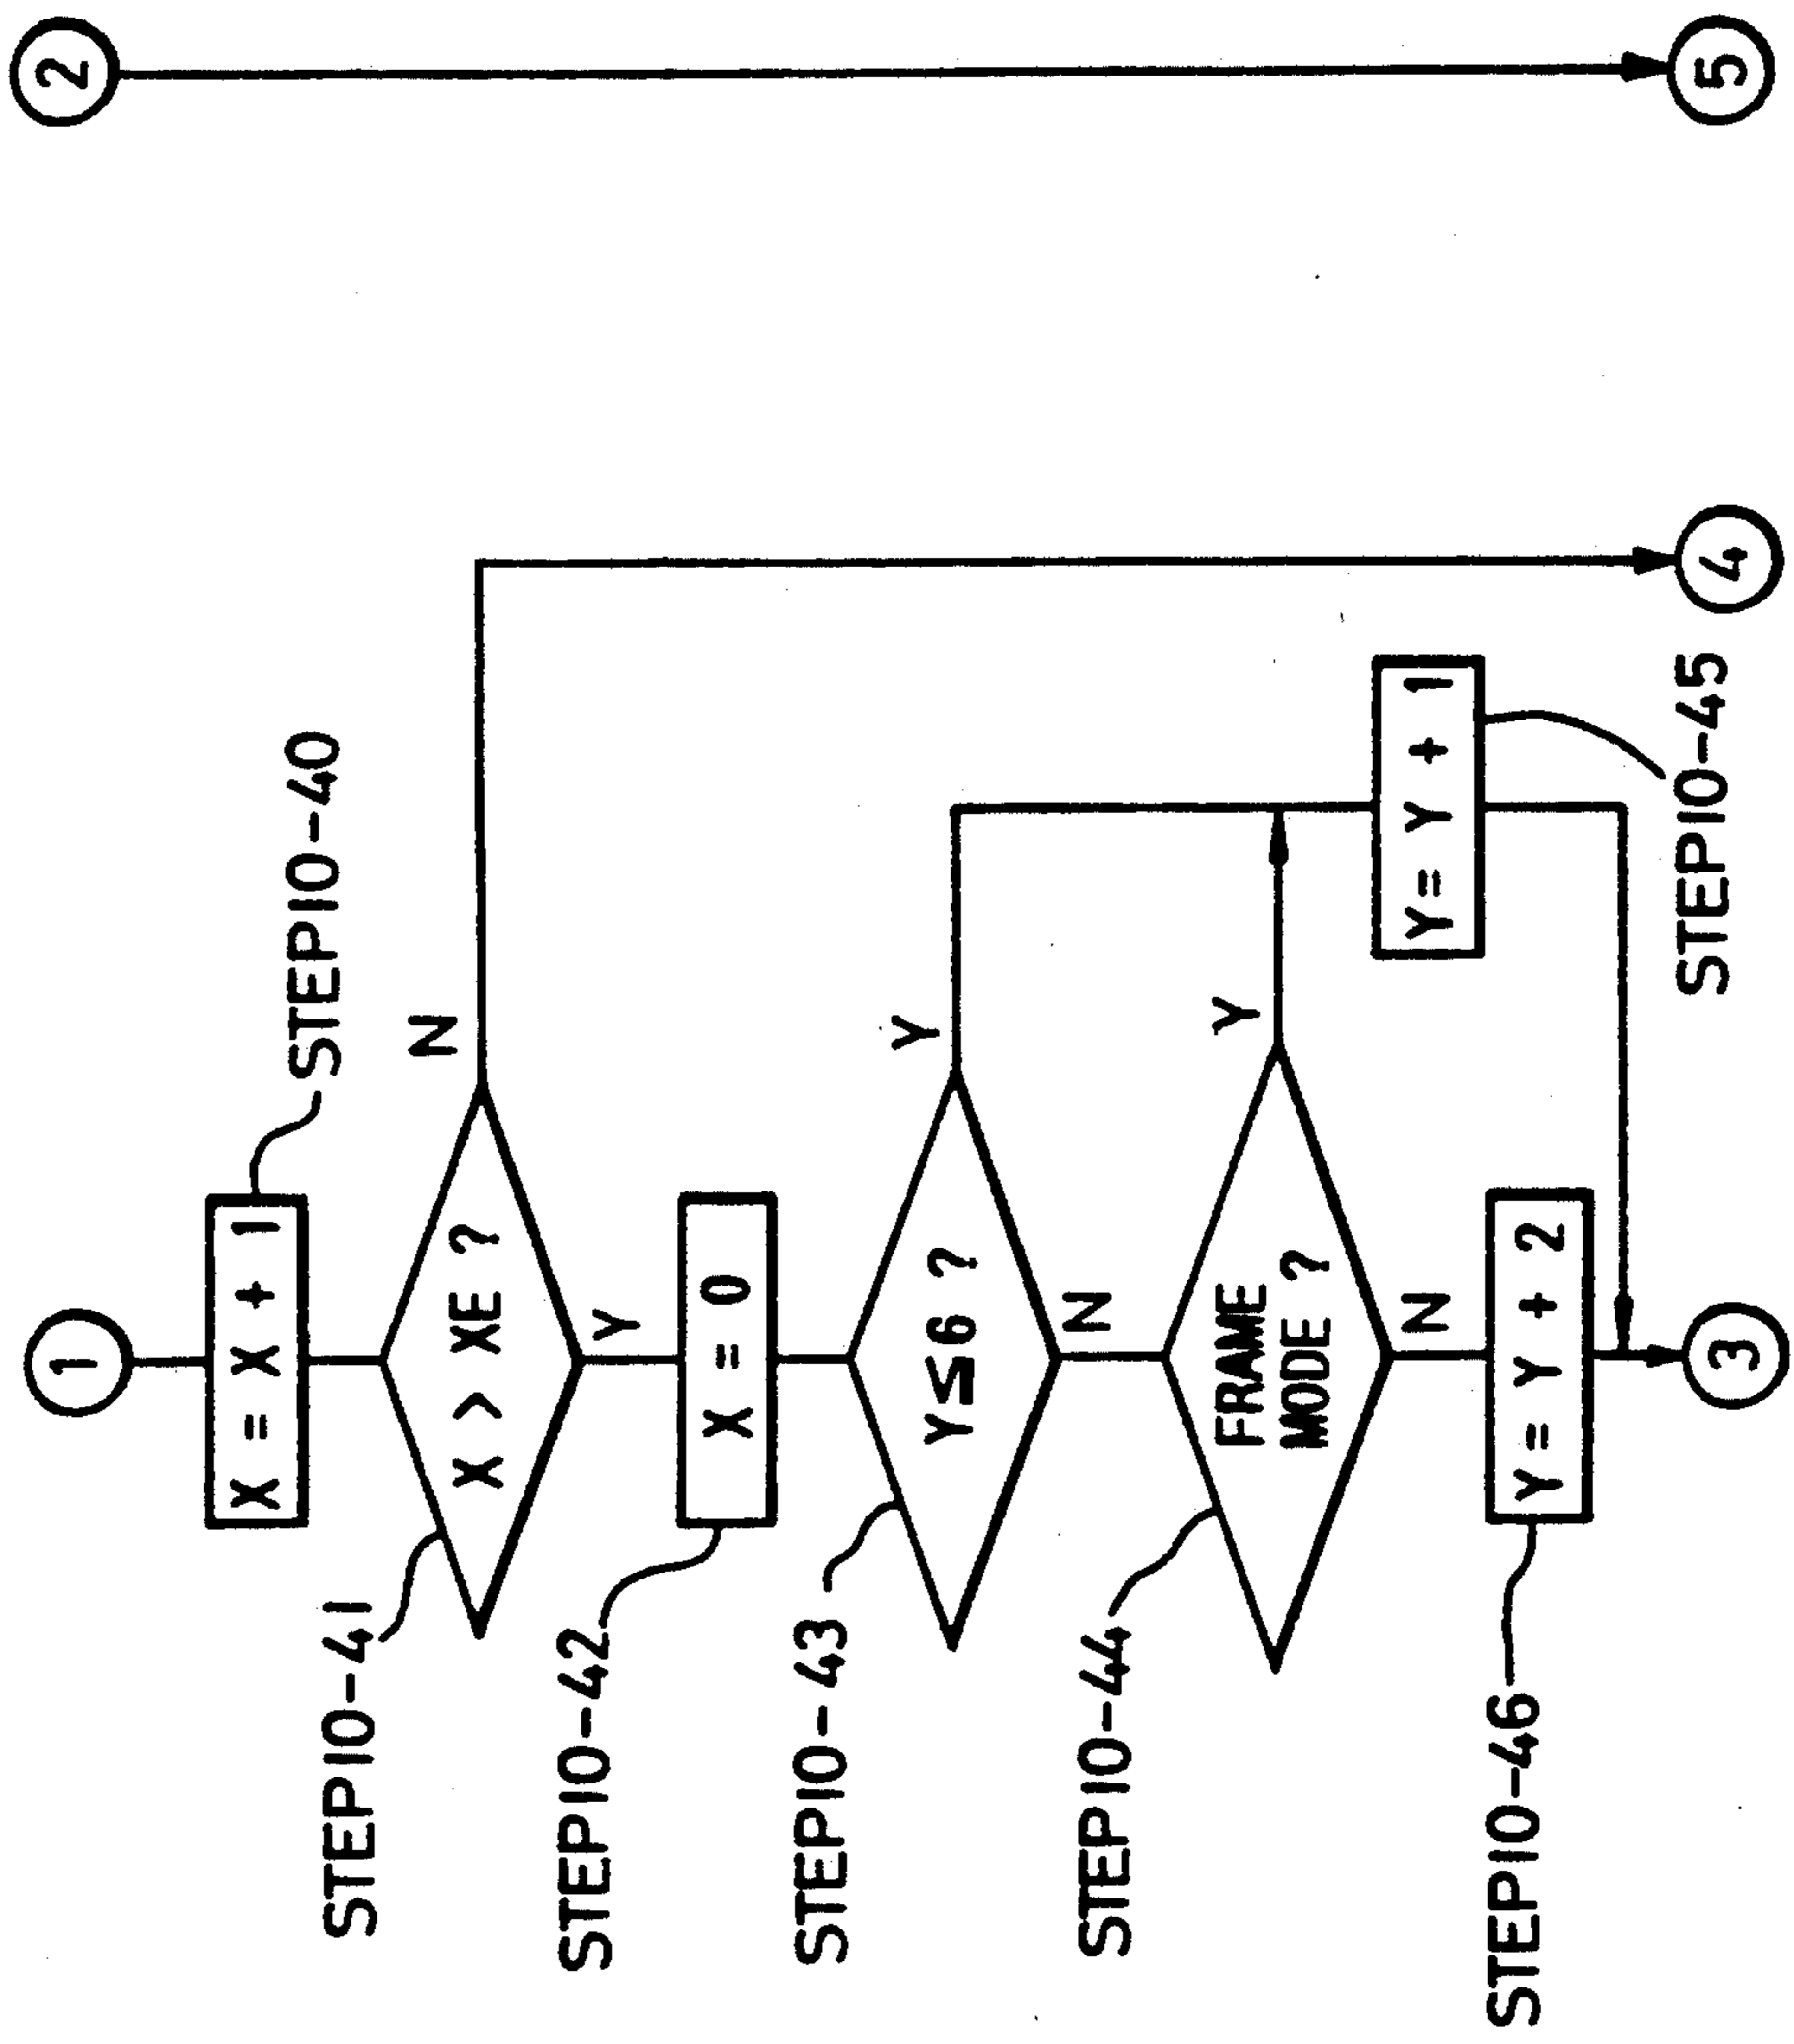 1
2
X = X + 1
STEP10-40
X > XE ?
N
STEP10-41
Y
X = 0
STEP10-42
Y≦6 ?
Y
STEP10-43
N
FRAME
MODE ?
Y
STEP10-44
N
Y = Y + 1
STEP10-45
Y = Y + 2
STEP10-46
3
4
5